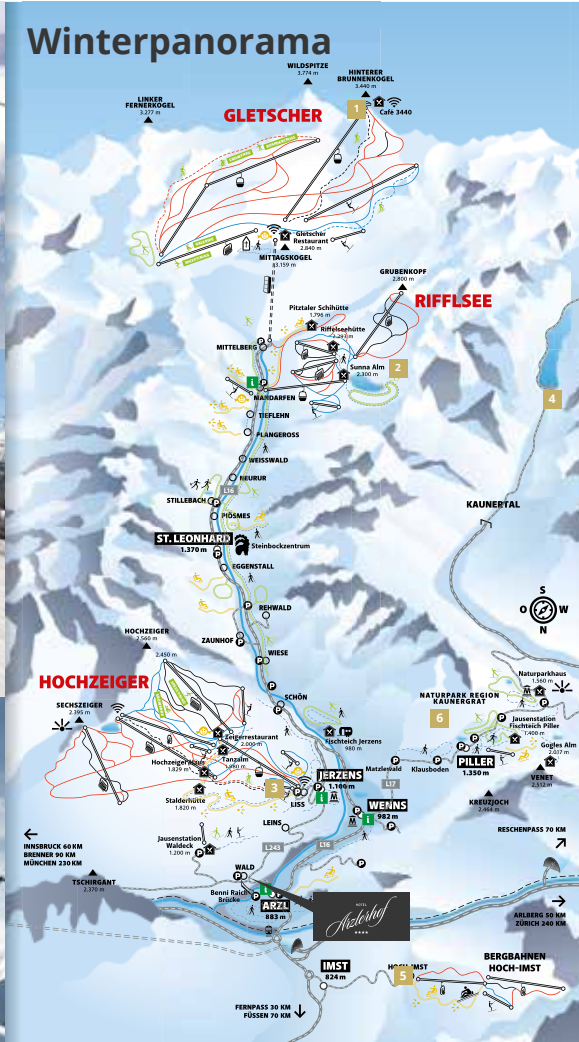 Winterpanorama
WILDSPITZE
3.774 m
HINTERER
BRUNNENKOGEL
3.440 m
LINKER
FERNERKOGEL
3.277 m
1
Café 3440
GLETSCHER
Gletscher
Restaurant
2.840 m
MITTAGSKOGEL
3.159 m
GRUBENKOPF
2.800 m
RIFFLSEE
Pitztaler Schihütte
1.796 m
Riffelseehütte
MITTELBERG
Sunna Alm
2.300 m
2
4
MANDARFEN
TIEFLEHN
PLANGEROSS
WEISSWALD
NEURUR
L16
STILLEBACH
PIÖSMES
KAUNERTAL
ST. LEONHARD
1.370 m
Steinbockzentrum
EGGENSTALL
S
O W
N
REHWALD
HOCHZEIGER
2.560 m
ZAUNHOF
2.450 m
WIESE
HOCHZEIGER
SECHSZEIGER
2.395 m
SCHÖN
Naturparkhaus
1.560 m
NATURPARK REGION
KAUNERGRAT
6
Jausenstation
Fischteich Piller
1.400 m
Zeigerrestaurant
2.000 m
Fischteich Jerzens
980 m
Gogles Alm
2.017 m
Tanzalm
Hochzeiger Haus
1.829 m
Matzlewald
Klausboden
PILLER
1.350 m
VENET
2.512 m
JERZENS
1.100 m
L17
3
LISS
Stalderhütte
1.820 m
WENNS
982 m
KREUZJOCH
2.464 m
LEINS
RESCHENPASS 70 KM
INNSBRUCK 60 KM
BRENNER 90 KM
MÜNCHEN 230 KM
Jausenstation
Waldeck
1.200 m
L243
L16
TSCHIRGANT
2.370 m
WALD
Benni Raich
Brücke
ARZL
883 m
HOTEL
Arzlerhof
ARLBERG 50 KM
ZÜRICH 240 KM
IMST
824 m
HOCH-IMST
5
BERGBAHNEN
HOCH-IMST
FERNPASS 30 KM
FÜSSEN 70 KM